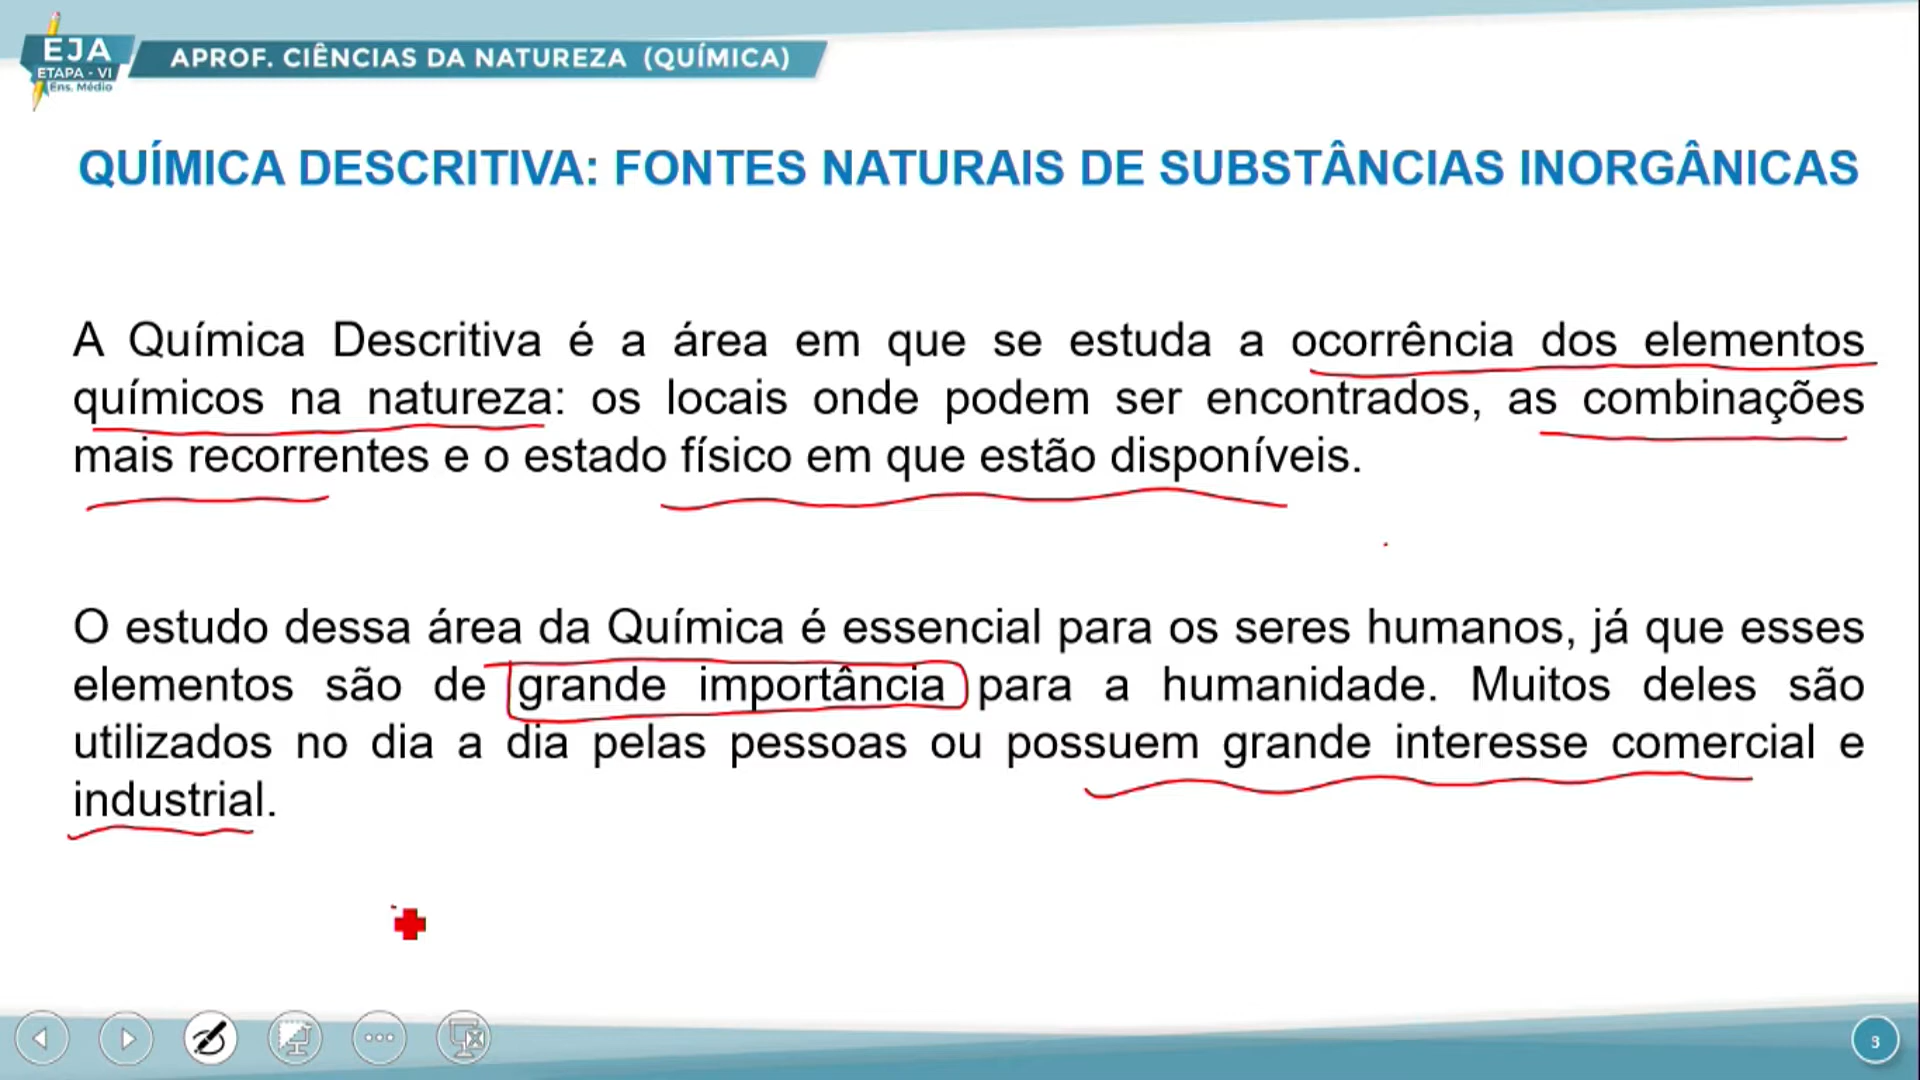 EJA
ETAPA - VI
Ens. Médio
APROF. CIÊNCIAS DA NATUREZA (QUÍMICA)
QUÍMICA DESCRITIVA: FONTES NATURAIS DE SUBSTÂNCIAS INORGÂNICAS
A Química Descritiva é a área em que se estuda a ocorrência dos elementos
químicos na natureza: os locais onde podem ser encontrados, as combinações
mais recorrentes e o estado físico em que estão disponíveis.
O estudo dessa área da Química é essencial para os seres humanos, já que esses
elementos são de grande importância para a humanidade. Muitos deles são
utilizados no dia a dia pelas pessoas ou possuem grande interesse comercial e
industrial.
3